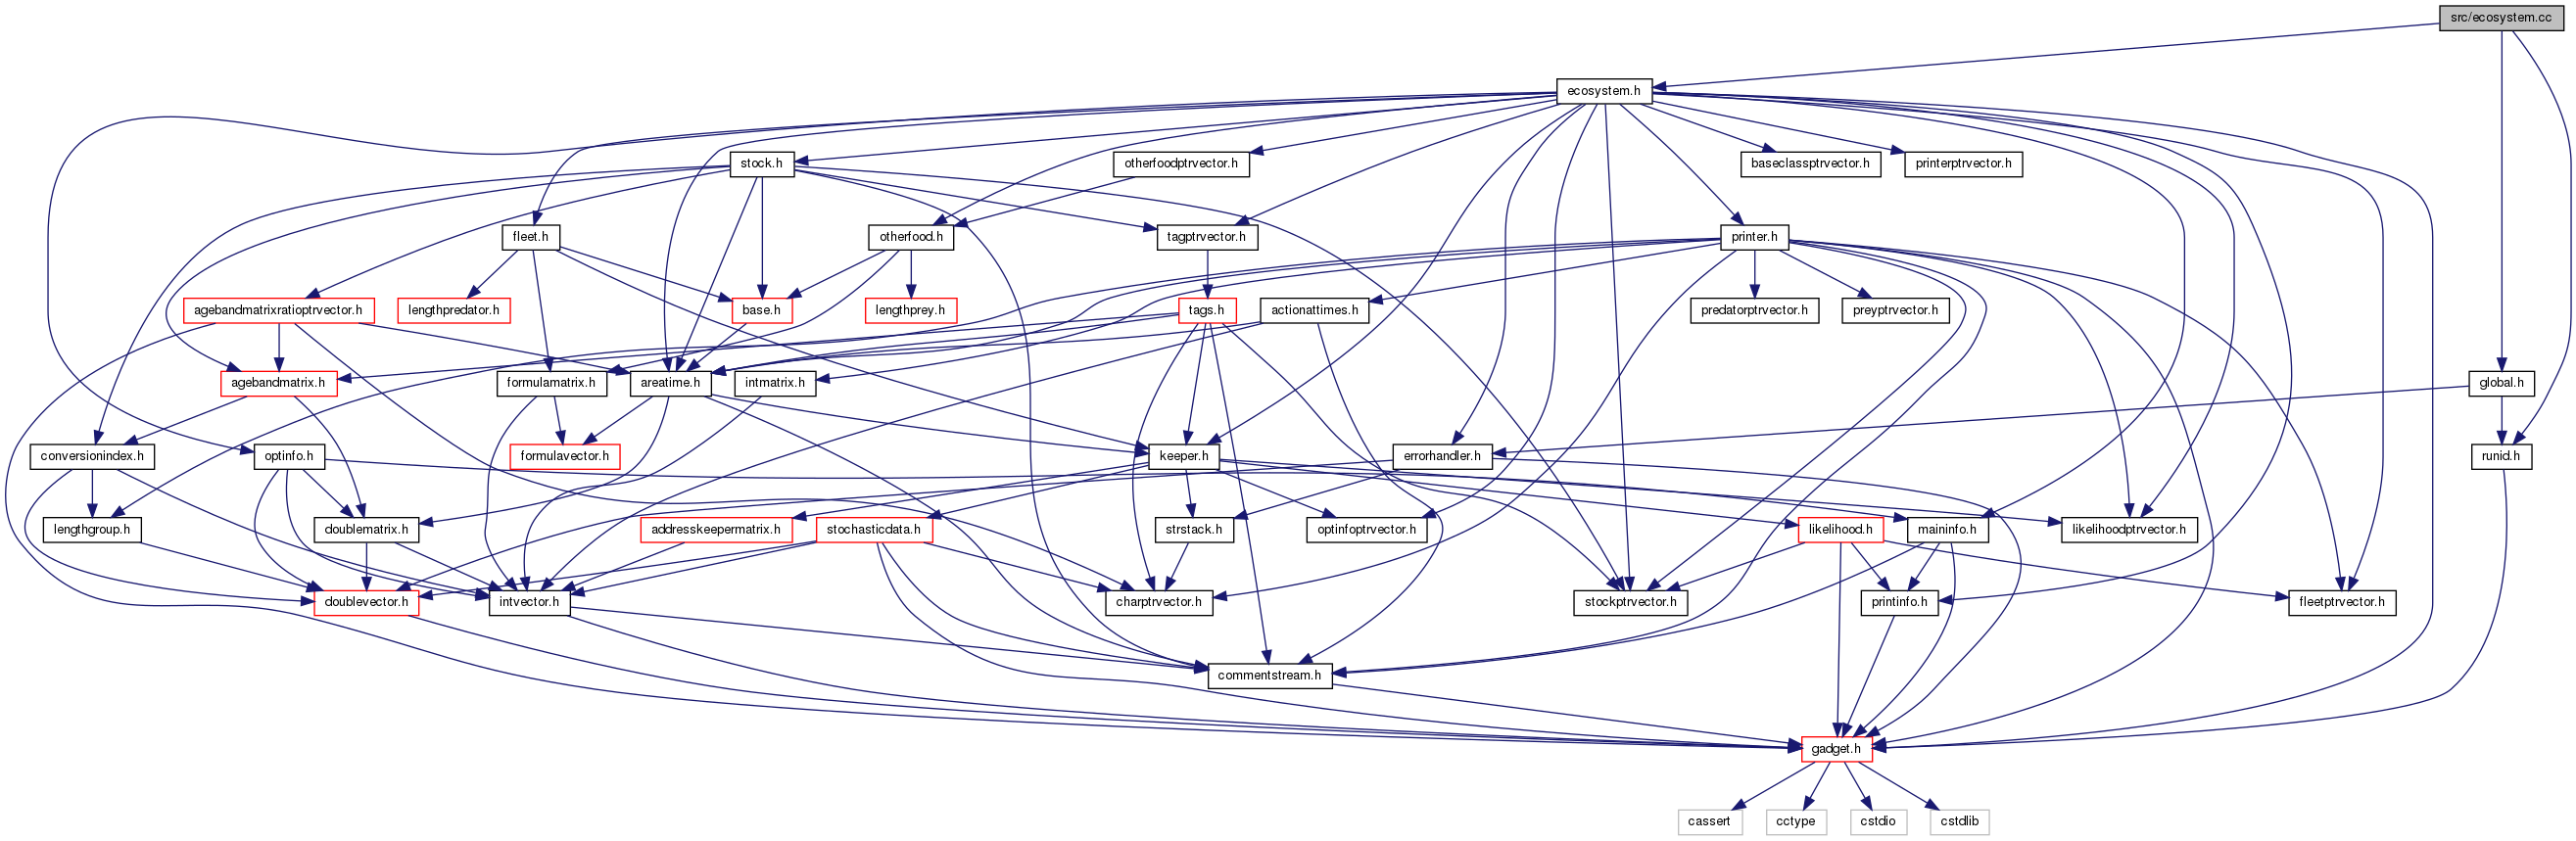 src/ecosystem.cc
ecosystem.h
stock.h
otherfoodptrvector.h
baseclassptrvector.h
printerptrvector.h
fleet.h
otherfood.h
tagptrvector.h
printer.h
agebandmatrixratioptrvector.h
lengthpredator.h
base.h
lengthprey.h
tags.h
actionattimes.h
predatorptrvector.h
preyptrvector.h
agebandmatrix.h
formulamatrix.h
areatime.h
intmatrix.h
global.h
conversionindex.h
optinfo.h
formulavector.h
keeper.h
errorhandler.h
runid.h
lengthgroup.h
doublematrix.h
addresskeepermatrix.h
stochasticdata.h
strstack.h
optinfoptrvector.h
likelihood.h
maininfo.h
likelihoodptrvector.h
doublevector.h
intvector.h
charptrvector.h
stockptrvector.h
printinfo.h
fleetptrvector.h
commentstream.h
gadget.h
cassert
cctype
cstdio
cstdlib